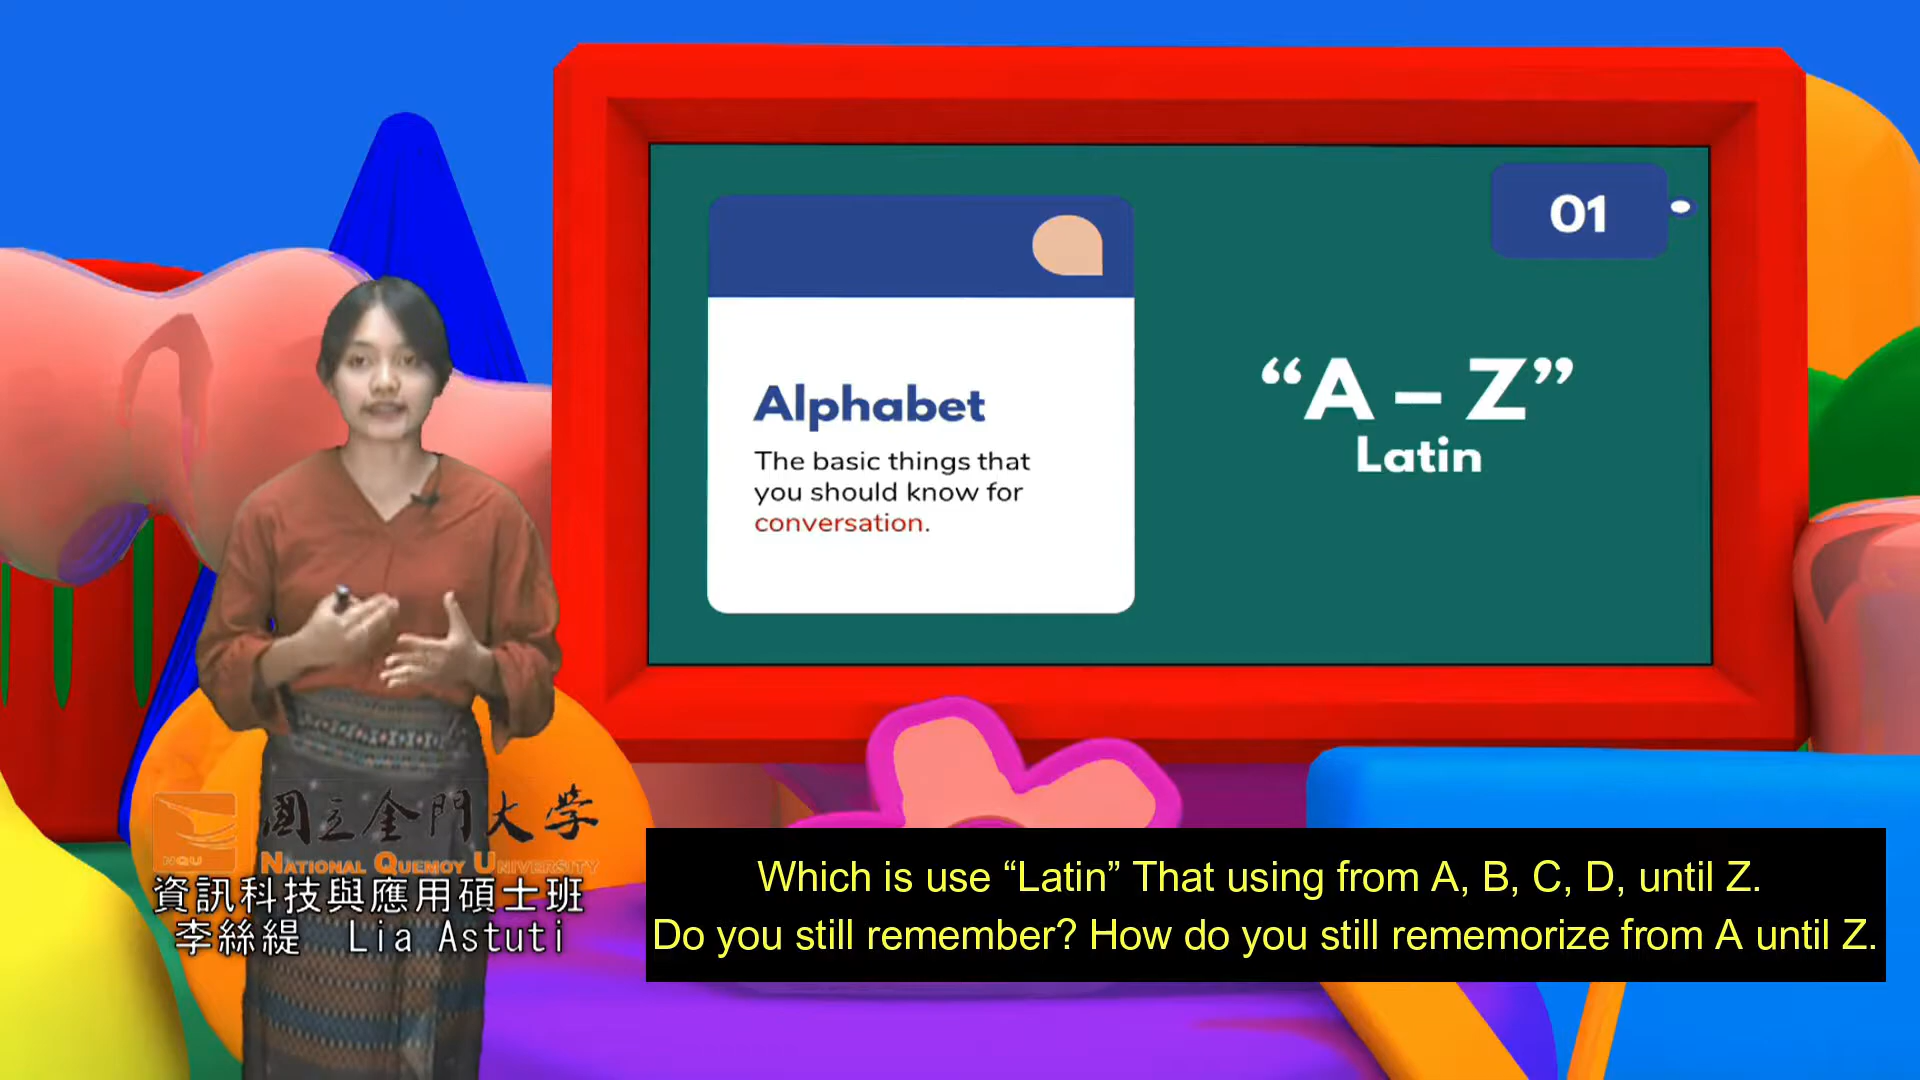 01
Alphabet
The basic things that
you should know for
conversation.
“A – Z”
Latin
NQU
國立金門大學
NATIONAL QUEMOY UNIVERSITY
資訊科技與應用碩士班
李絲緹 Lia Astuti
Which is use “Latin” That using from A, B, C, D, until Z.
Do you still remember? How do you still rememorize from A until Z.